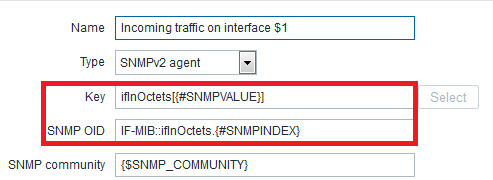 Name Incoming traffic on interface $1
Type SNMPv2 agent
Key ifInOctets[{#SNMPVALUE}] Select
SNMP OID IF-MIB::ifInOctets.{#SNMPINDEX}
SNMP community {$SNMP_COMMUNITY}